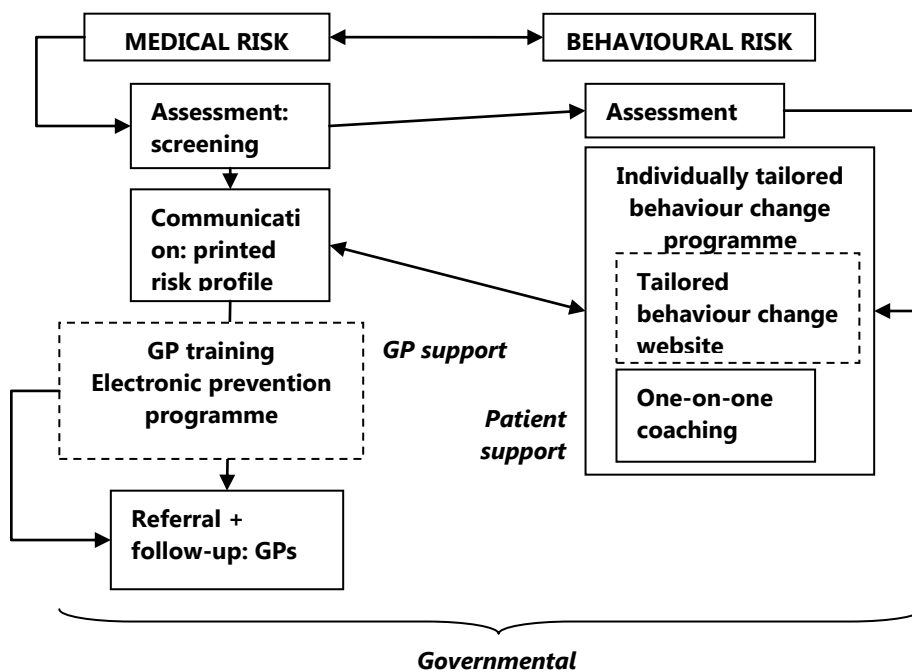 MEDICAL RISK
BEHAVIOURAL RISK
Assessment:
screening
Assessment
Communicati
on: printed
risk profile
Individually tailored
behaviour change
programme
Tailored
behaviour change
website
GP training
Electronic prevention
programme
GP support
One-on-one
coaching
Patient
support
Referral +
follow-up: GPs
Governmental